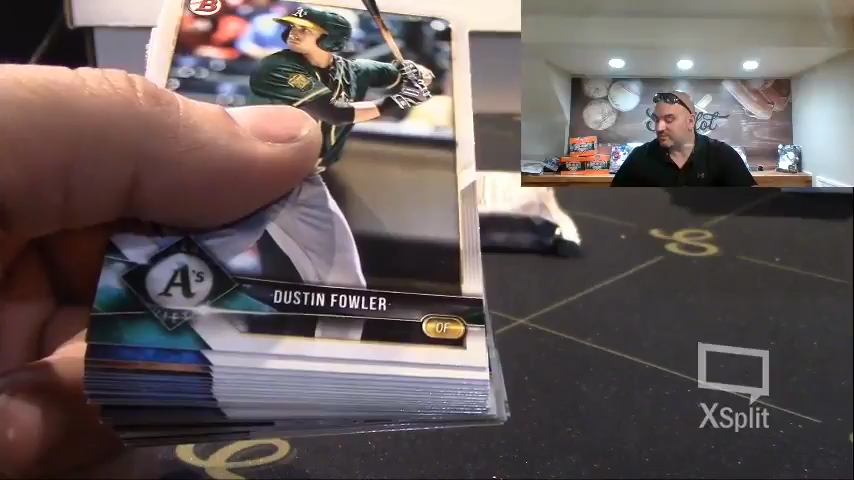 B
A's
A's
DUSTIN FOWLER
OF
XSplit